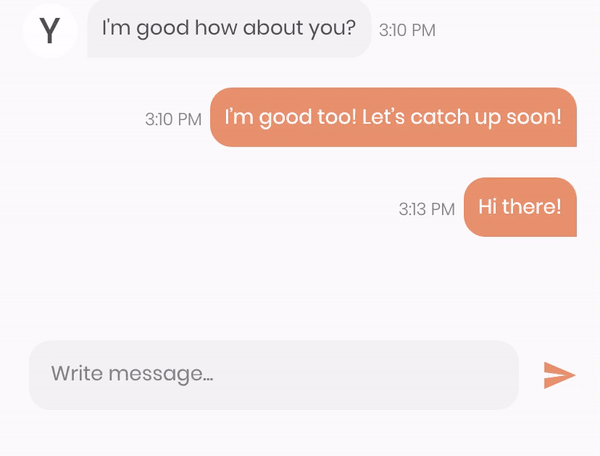 Y
I'm good how about you?
3:10 PM
3:10 PM
I'm good too! Let's catch up soon!
3:13 PM
Hi there!
Write message...